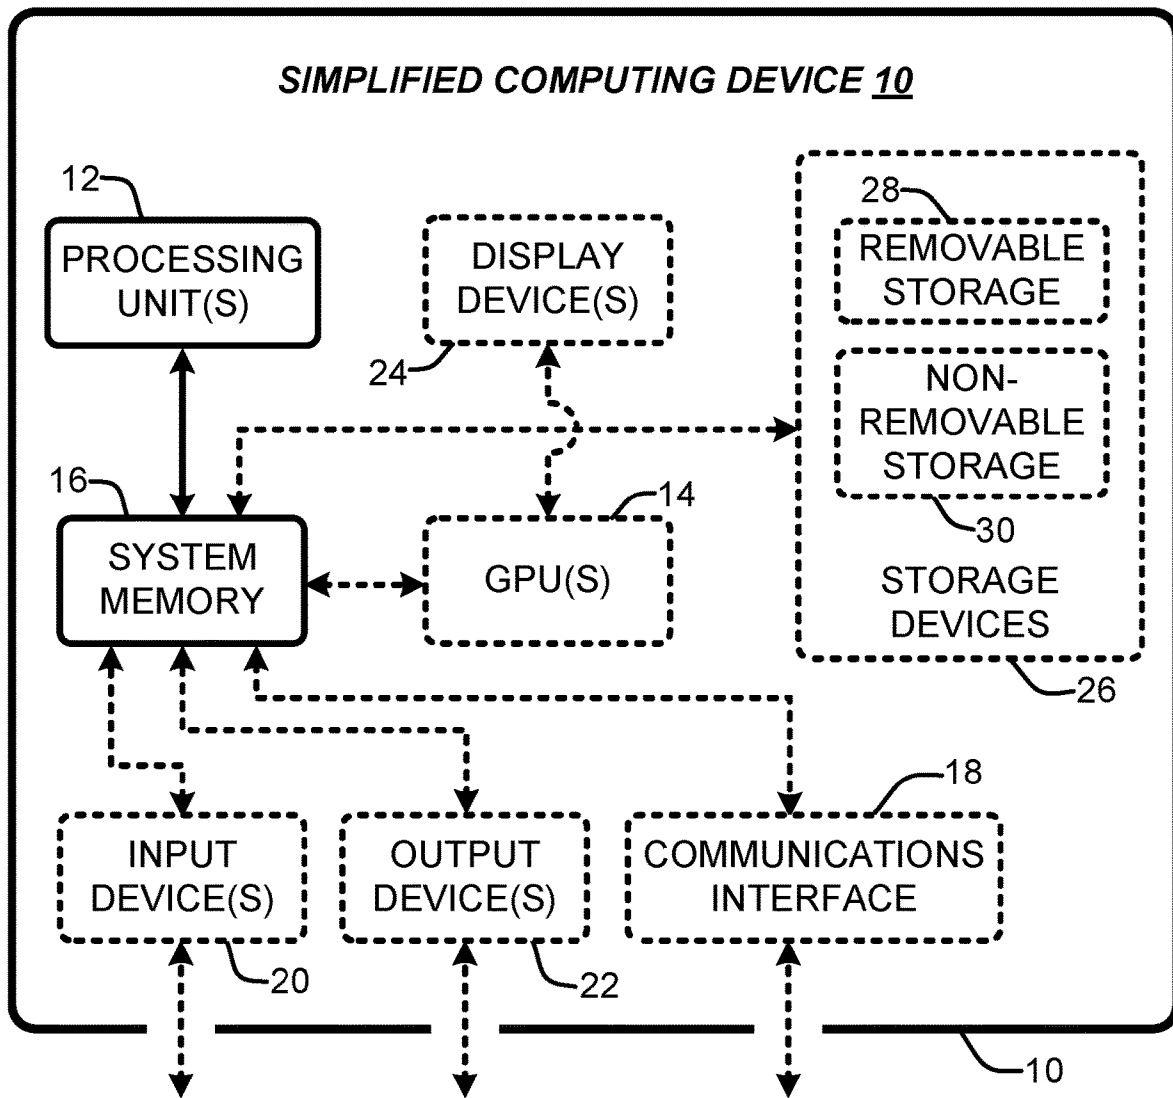 SIMPLIFIED COMPUTING DEVICE 10
12
PROCESSING
UNIT(S)
DISPLAY
DEVICE(S)
24
28
REMOVABLE
STORAGE
NON-
REMOVABLE
STORAGE
30
STORAGE
DEVICES
26
16
SYSTEM
MEMORY
14
GPU(S)
18
INPUT
DEVICE(S)
20
OUTPUT
DEVICE(S)
22
COMMUNICATIONS
INTERFACE
10